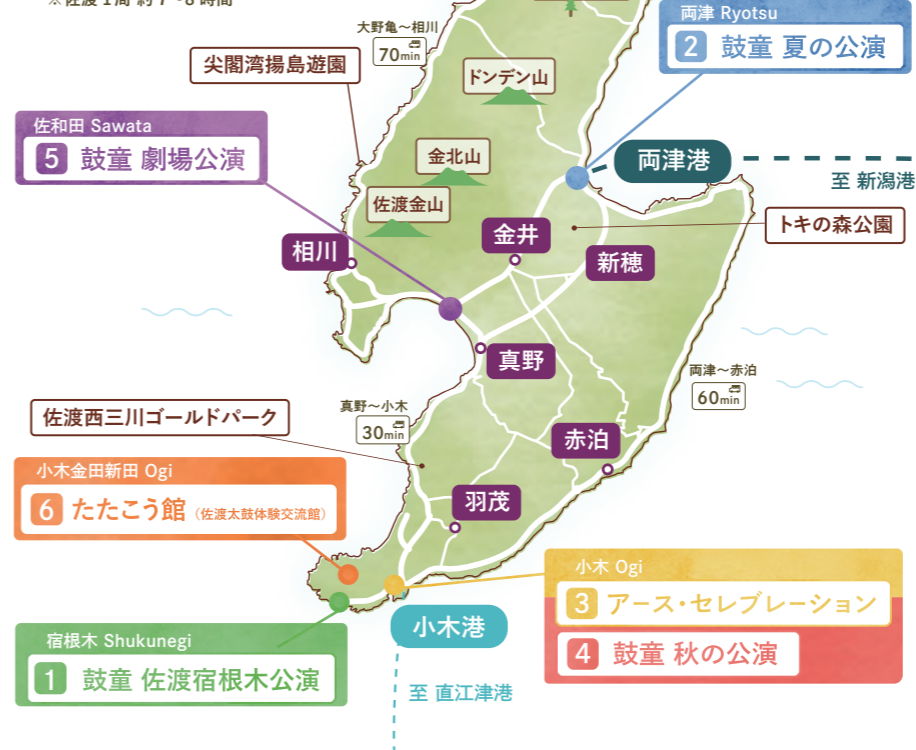 ※佐渡1周 約7~8時間
大野亀～相川
70min
尖閣湾揚島遊園
両津 Ryotsu
2 鼓童 夏の公演
ドンデン山
佐和田 Sawata
5 鼓童 劇場公演
金北山
両津港
至 新潟港
佐渡金山
トキの森公園
相川
金井
新穂
真野
両津～赤泊
60min
真野～小木
30min
佐渡西三川ゴールドパーク
赤泊
小木金田新田 Ogi
6 たたこう館（佐渡太鼓体験交流館）
羽茂
小木 Ogi
3 アース・セレブレーション
4 鼓童 秋の公演
小木港
宿根木 Shukunegi
1 鼓童 佐渡宿根木公演
至 直江津港